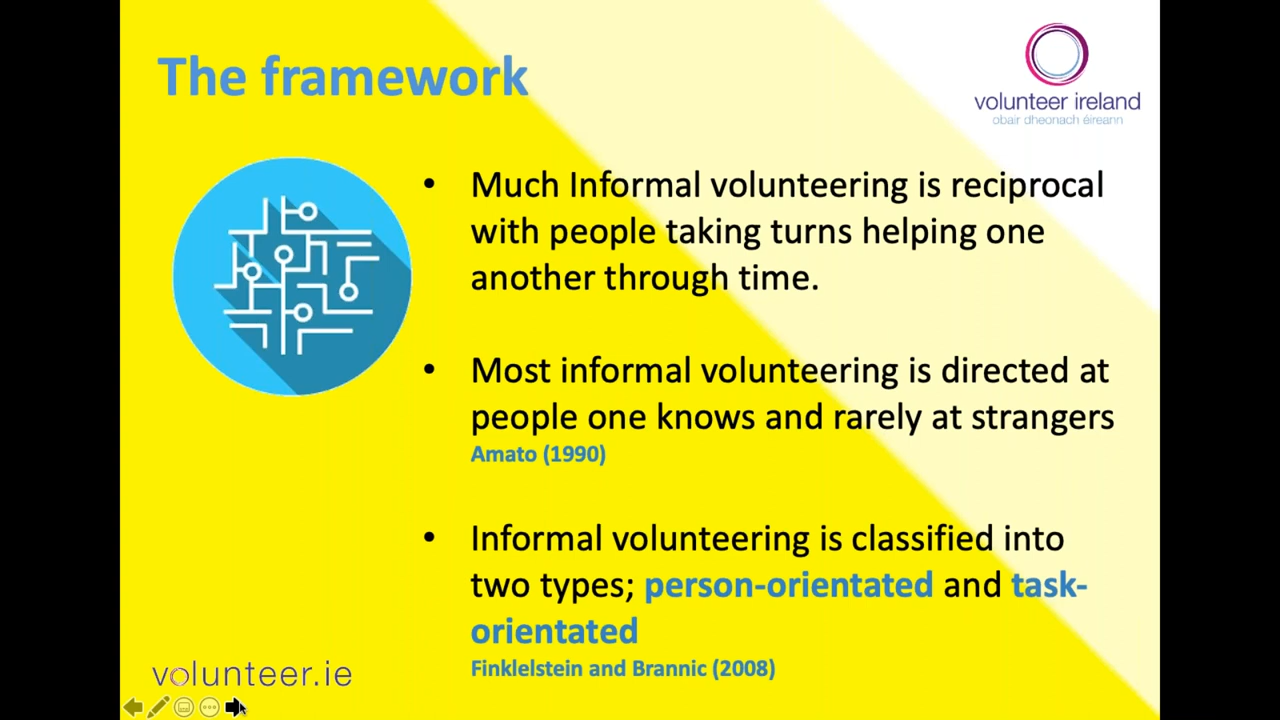 The framework
volunteer ireland
obair dheonach éireann
• Much Informal volunteering is reciprocal
with people taking turns helping one
another through time.
• Most informal volunteering is directed at
people one knows and rarely at strangers
Amato (1990)
• Informal volunteering is classified into
two types; person-orientated and task-
orientated
Finklelstein and Brannic (2008)
volunteer.ie